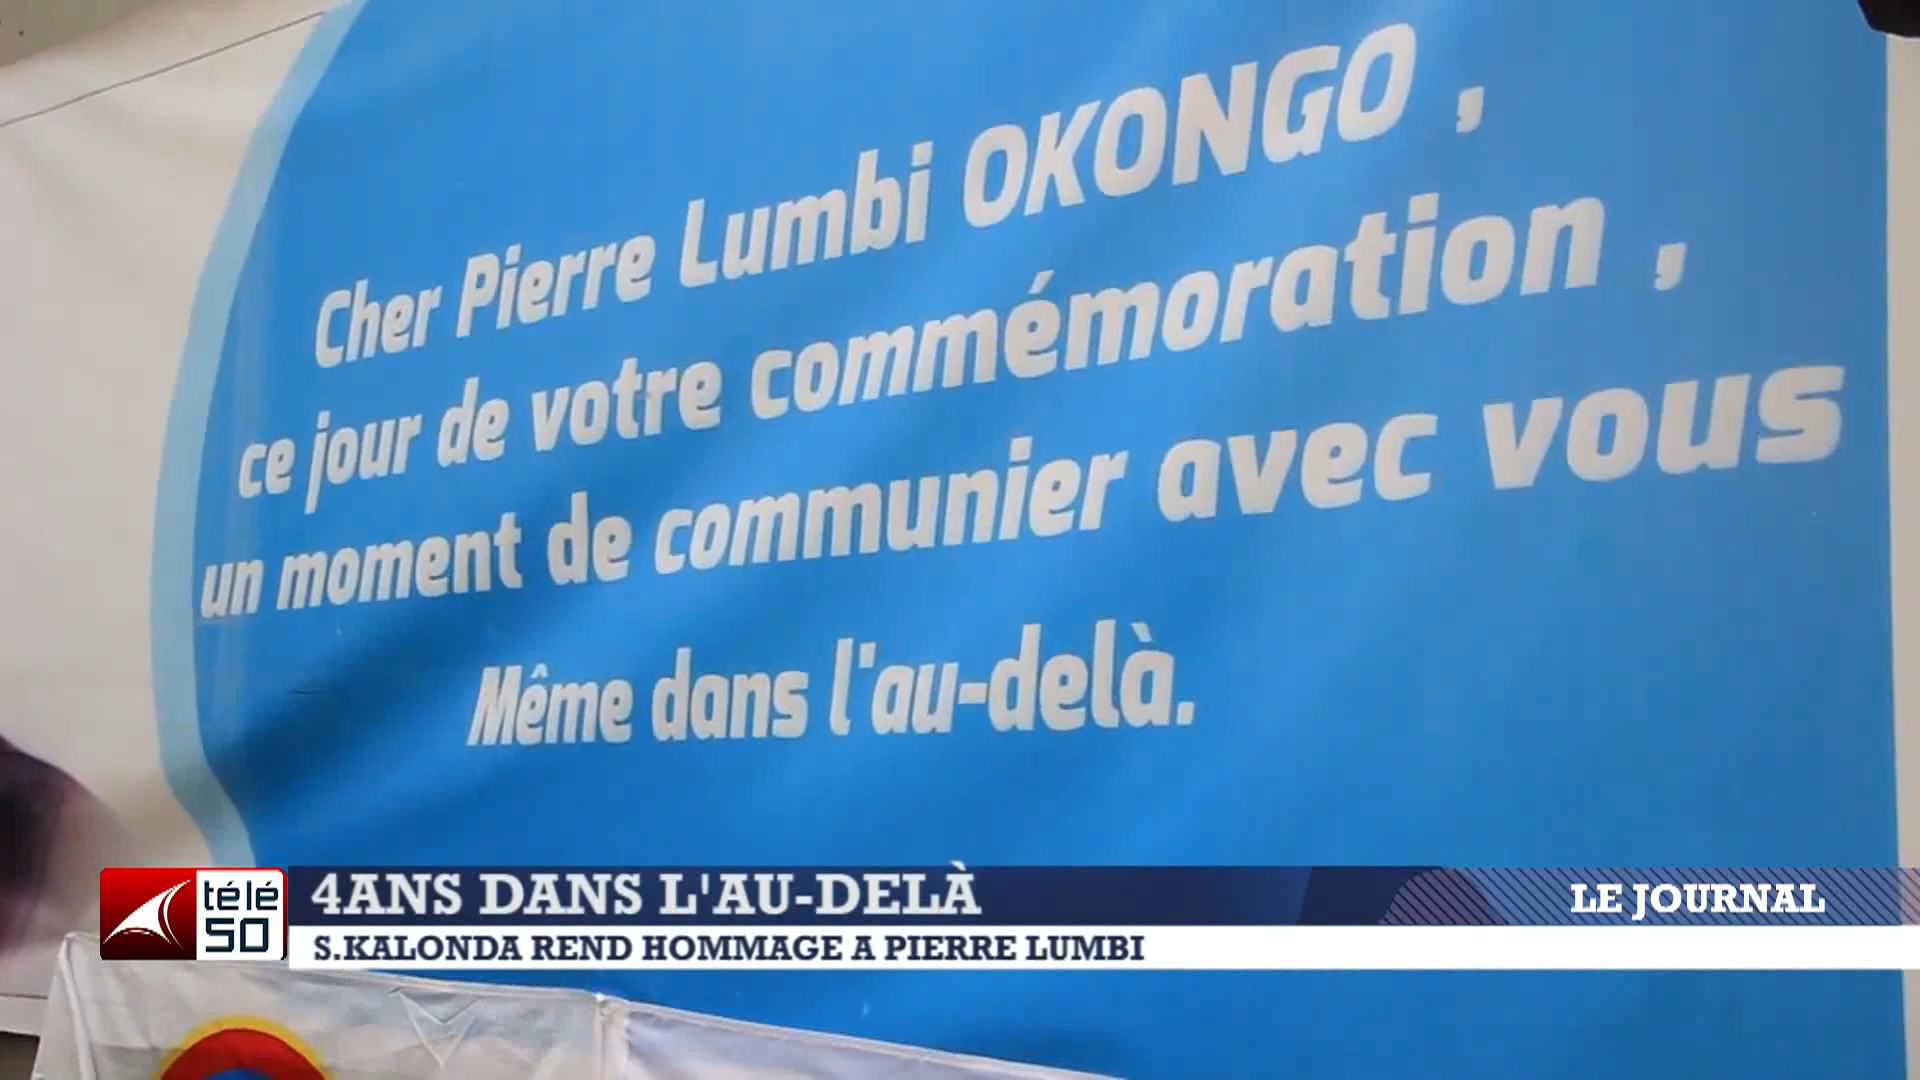 Cher Pierre Lumbi OKONGO ,
ce jour de votre commémoration ,
un moment de communier avec vous
Même dans l'au-delà.
télé
50
4ANS DANS L'AU-DELÀ
LE JOURNAL
S.KALONDA REND HOMMAGE A PIERRE LUMBI